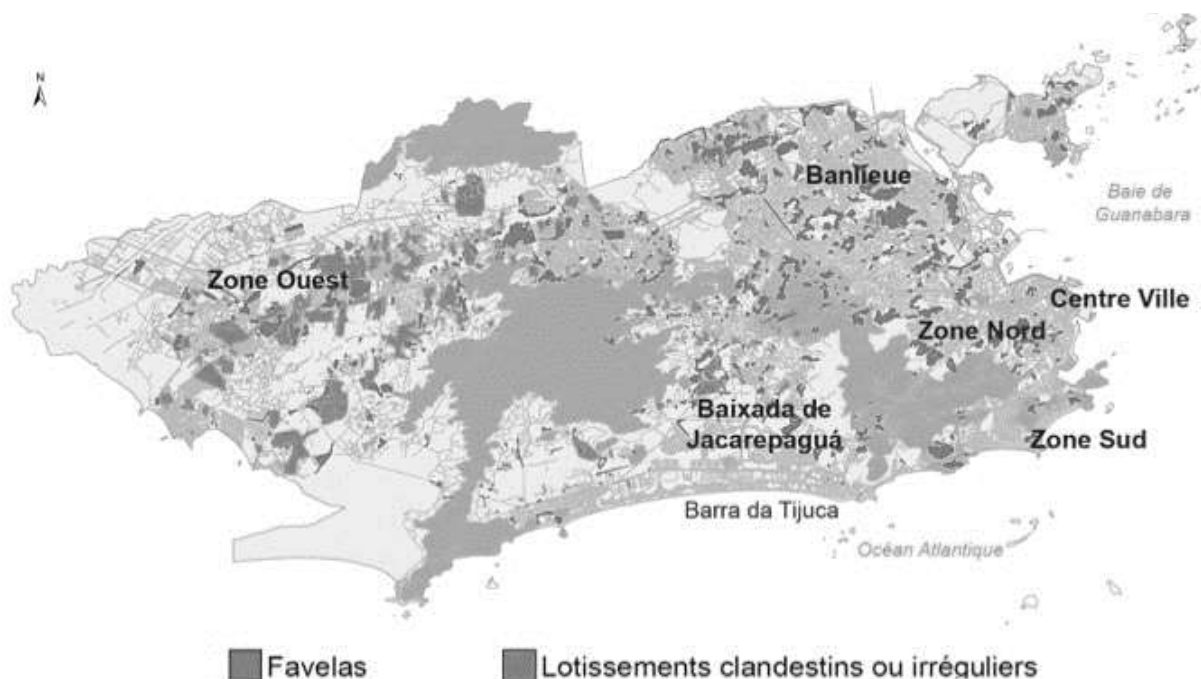 N
Banlieue
Baie de
Guanabara
Zone Ouest
Centre Ville
Zone Nord
Baixada de
Jacarepaguá
Zone Sud
Barra da Tijuca
Océan Atlantique
Favelas
Lotissements clandestins ou irréguliers